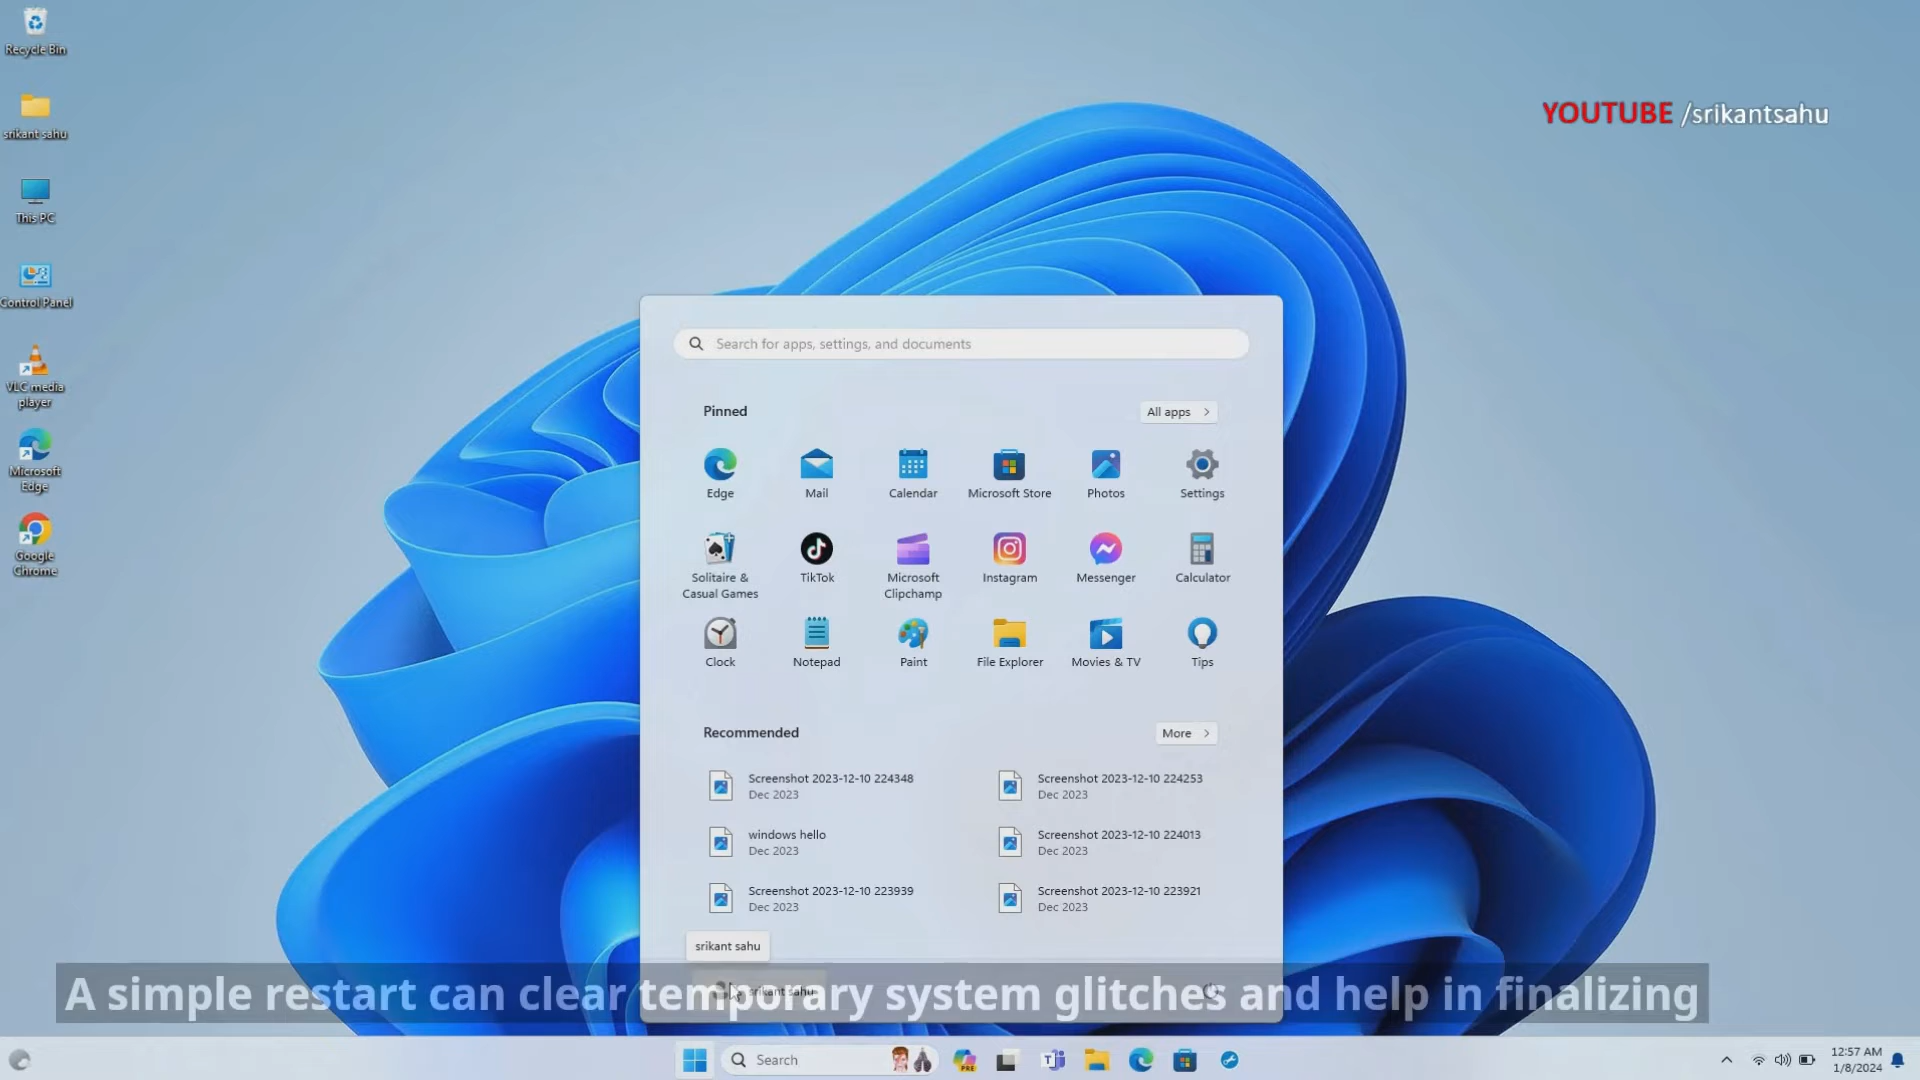 Recycle Bin
srikant sahu
This PC
Control Panel
VLC media
player
Microsoft
Edge
Google
Chrome
YOUTUBE /srikantsahu
Search for apps, settings, and documents
Pinned
All apps
Edge
Mail
Calendar
Microsoft Store
Photos
Settings
Solitaire &
Casual Games
TikTok
Microsoft
Clipchamp
Instagram
Messenger
Calculator
Clock
Notepad
Paint
File Explorer
Movies & TV
Tips
Recommended
More
Screenshot 2023-12-10 224348
Dec 2023
Screenshot 2023-12-10 224253
Dec 2023
windows hello
Dec 2023
Screenshot 2023-12-10 224013
Dec 2023
Screenshot 2023-12-10 223939
Dec 2023
Screenshot 2023-12-10 223921
Dec 2023
srikant sahu
srikant sahu
A simple restart can clear temporary system glitches and help in finalizing
Search
PRE
12:57 AM
1/8/2024